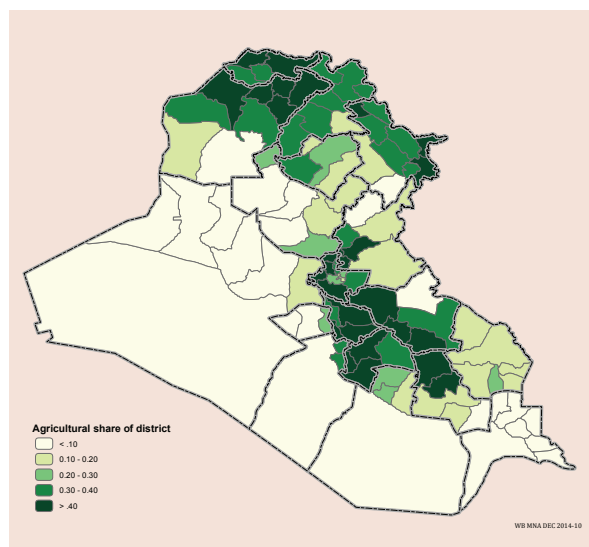 Agricultural share of district
< .10
0.10 - 0.20
0.20 - 0.30
0.30 - 0.40
> .40
WB MNA DEC 2014-10